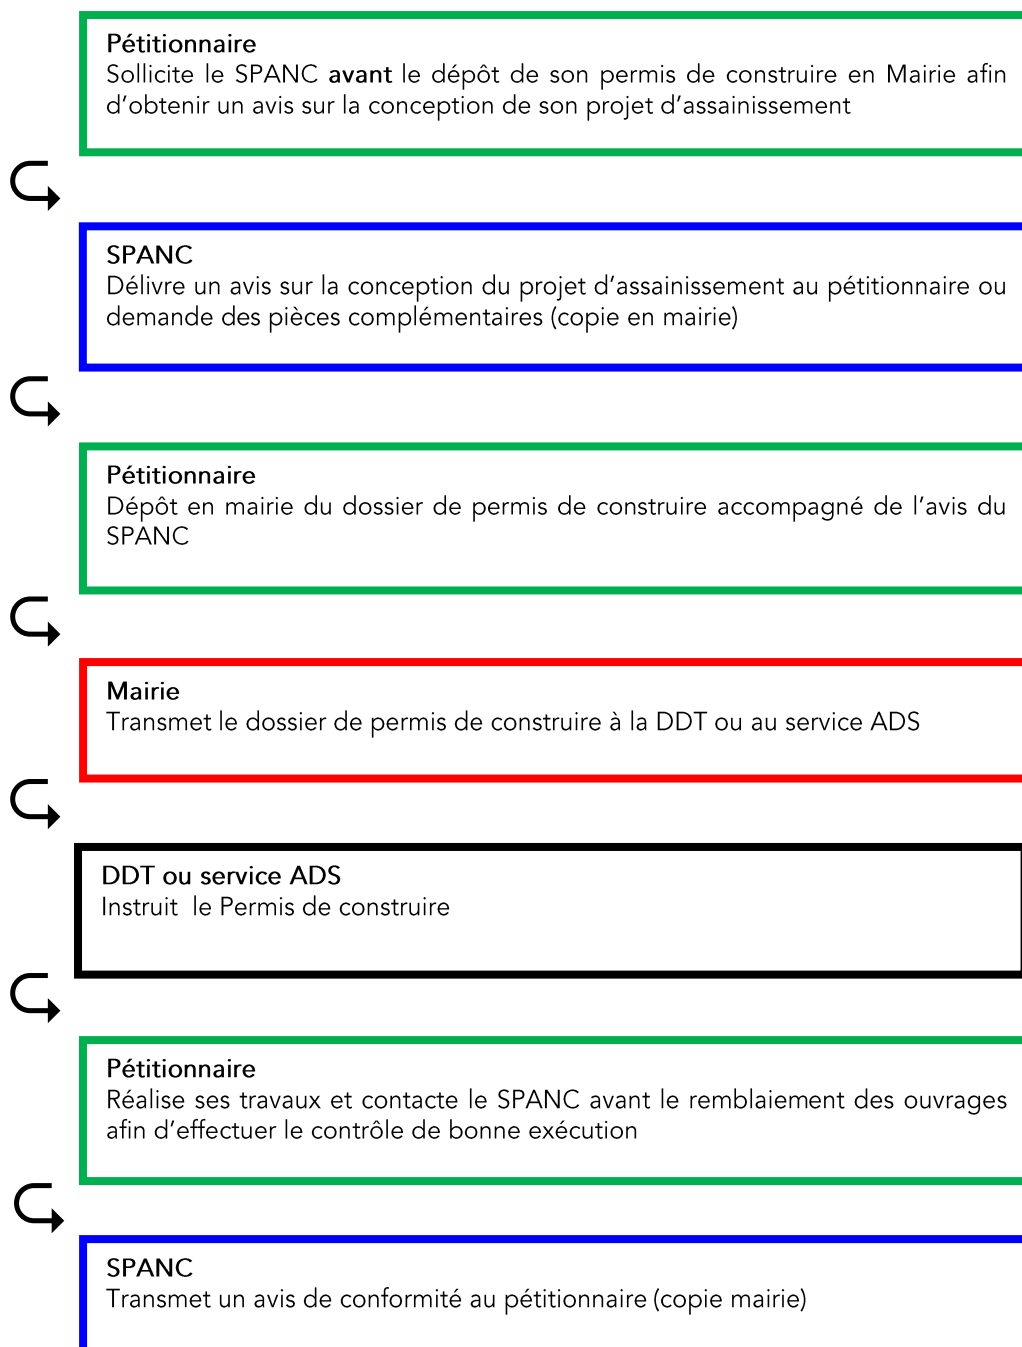 Pétitionnaire
Sollicite le SPANC avant le dépôt de son permis de construire en Mairie afin
d’obtenir un avis sur la conception de son projet d’assainissement
SPANC
Délivre un avis sur la conception du projet d’assainissement au pétitionnaire ou
demande des pièces complémentaires (copie en mairie)
Pétitionnaire
Dépôt en mairie du dossier de permis de construire accompagné de l’avis du
SPANC
Mairie
Transmet le dossier de permis de construire à la DDT ou au service ADS
DDT ou service ADS
Instruit le Permis de construire
Pétitionnaire
Réalise ses travaux et contacte le SPANC avant le remblaiement des ouvrages
afin d’effectuer le contrôle de bonne exécution
SPANC
Transmet un avis de conformité au pétitionnaire (copie mairie)